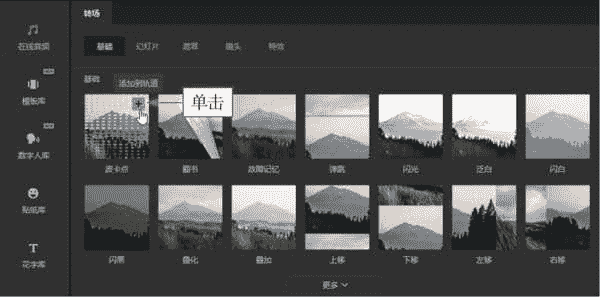 转场
基础 幻灯片 遮罩 镜头 特效
基础
添加到轨道
单击
波卡点 翻书 故障记忆 弹跳 闪光 泛白 闪白
闪黑 叠化 叠加 上移 下移 左移 右移
更多
在线音频
模板库
数字人库
贴纸库
T
花字库